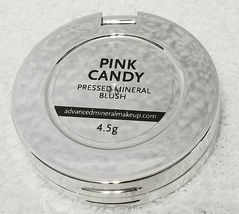 PINK
CANDY
PRESSED MINERAL
BLUSH
advancedmineralmakeup.com
4.5g